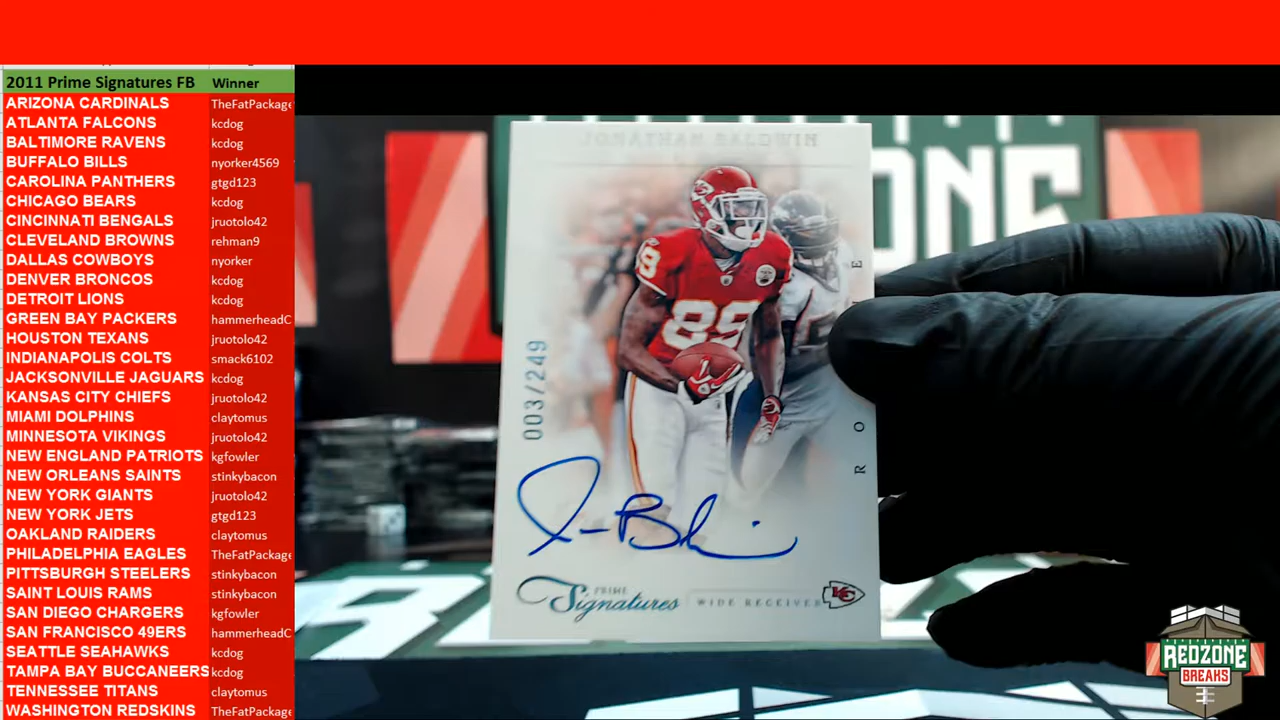 2011 Prime Signatures FB Winner
ARIZONA CARDINALS TheFatPackage
ATLANTA FALCONS kcdog
BALTIMORE RAVENS kcdog
BUFFALO BILLS nyorker4569
CAROLINA PANTHERS gtgd123
CHICAGO BEARS kcdog
CINCINNATI BENGALS jruotolo42
CLEVELAND BROWNS rehman9
DALLAS COWBOYS nyorker
DENVER BRONCOS kcdog
DETROIT LIONS kcdog
GREEN BAY PACKERS hammerheadC
HOUSTON TEXANS jruotolo42
INDIANAPOLIS COLTS smack6102
JACKSONVILLE JAGUARS kcdog
KANSAS CITY CHIEFS jruotolo42
MIAMI DOLPHINS claytomus
MINNESOTA VIKINGS jruotolo42
NEW ENGLAND PATRIOTS kgfowler
NEW ORLEANS SAINTS stinkybacon
NEW YORK GIANTS jruotolo42
NEW YORK JETS gtgd123
OAKLAND RAIDERS claytomus
PHILADELPHIA EAGLES TheFatPackage
PITTSBURGH STEELERS stinkybacon
SAINT LOUIS RAMS stinkybacon
SAN DIEGO CHARGERS kgfowler
SAN FRANCISCO 49ERS hammerheadC
SEATTLE SEAHAWKS kcdog
TAMPA BAY BUCCANEERS kcdog
TENNESSEE TITANS claytomus
WASHINGTON REDSKINS TheFatPackage
JONATHAN BALDWIN
89
003/249
PRIME
Signatures
WIDE RECEIVER
KC
ONE
REDZONE
BREAKS